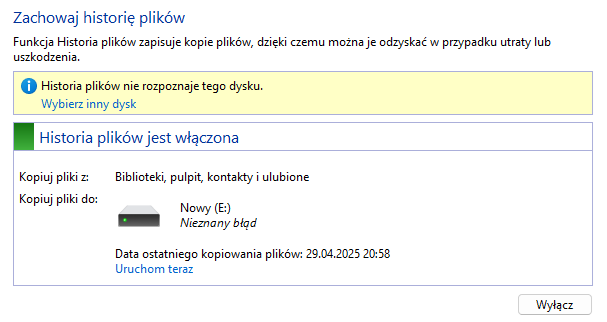 Zachowaj historię plików
Funkcja Historia plików zapisuje kopie plików, dzięki czemu można je odzyskać w przypadku utraty lub
uszkodzenia.
Historia plików nie rozpoznaje tego dysku.
Wybierz inny dysk
Historia plików jest włączona
Kopiuj pliki z: Biblioteki, pulpit, kontakty i ulubione
Kopiuj pliki do:
Nowy (E:)
Nieznany błąd
Data ostatniego kopiowania plików: 29.04.2025 20:58
Uruchom teraz
Wyłącz